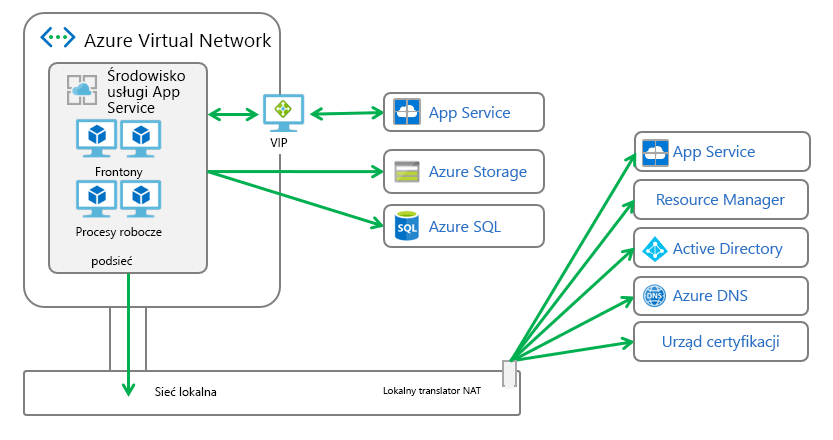 Azure Virtual Network
Środowisko
usługi App
Service
Frontony
Procesy robocze
podsieć
VIP
App Service
Azure Storage
SQL
Azure SQL
App Service
Resource Manager
Active Directory
DNS
Azure DNS
Urząd certyfikacji
Sieć lokalna
Lokalny translator NAT